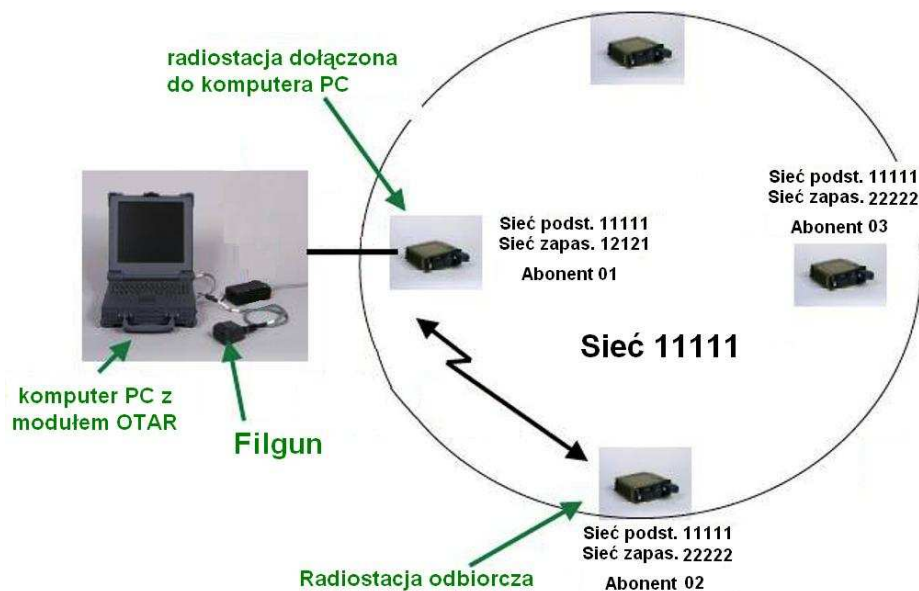 radiostacja dołączona
do komputera PC
Sieć podst. 11111
Sieć zapas. 22222
Abonent 03
Sieć podst. 11111
Sieć zapas. 12121
Abonent 01
Sieć 11111
komputer PC z
modułem OTAR
Filgun
Radiostacja odbiorcza
Sieć podst. 11111
Sieć zapas. 22222
Abonent 02